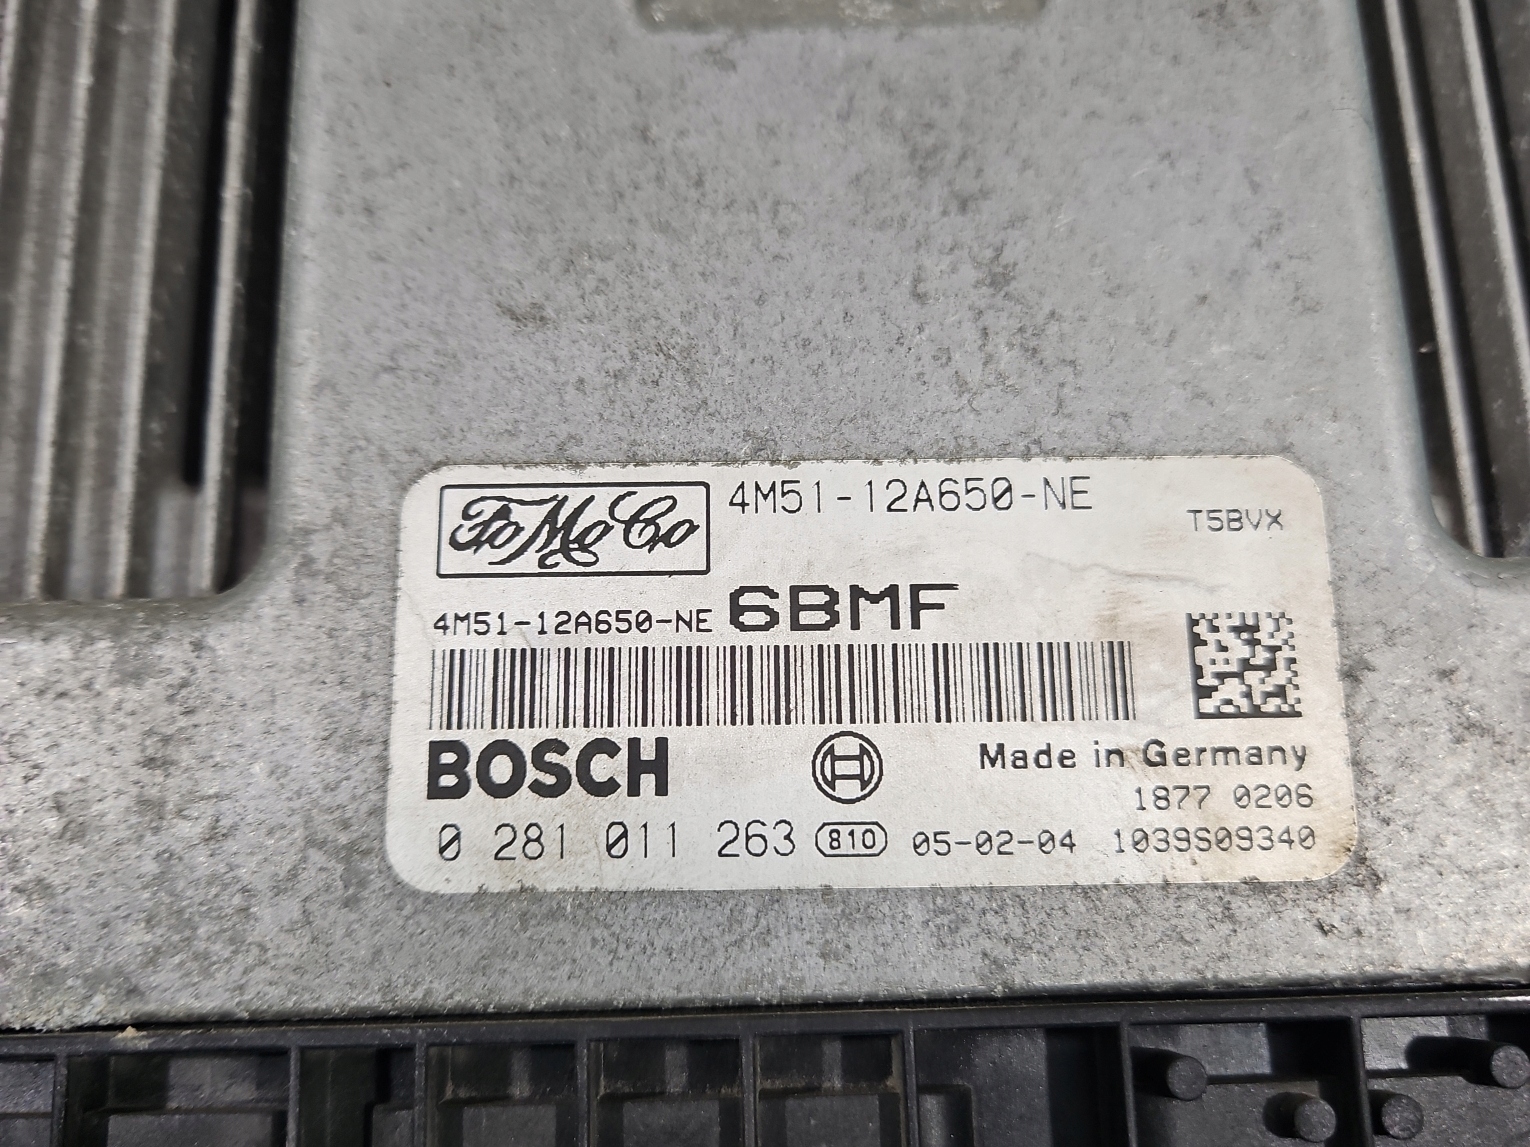 FoMoCo 4M51-12A650-NE
T5BVX
4M51-12A650-NE 6BMF
BOSCH Made in Germany
1877 0206
0 281 011 263 810 05-02-04 1039S09340